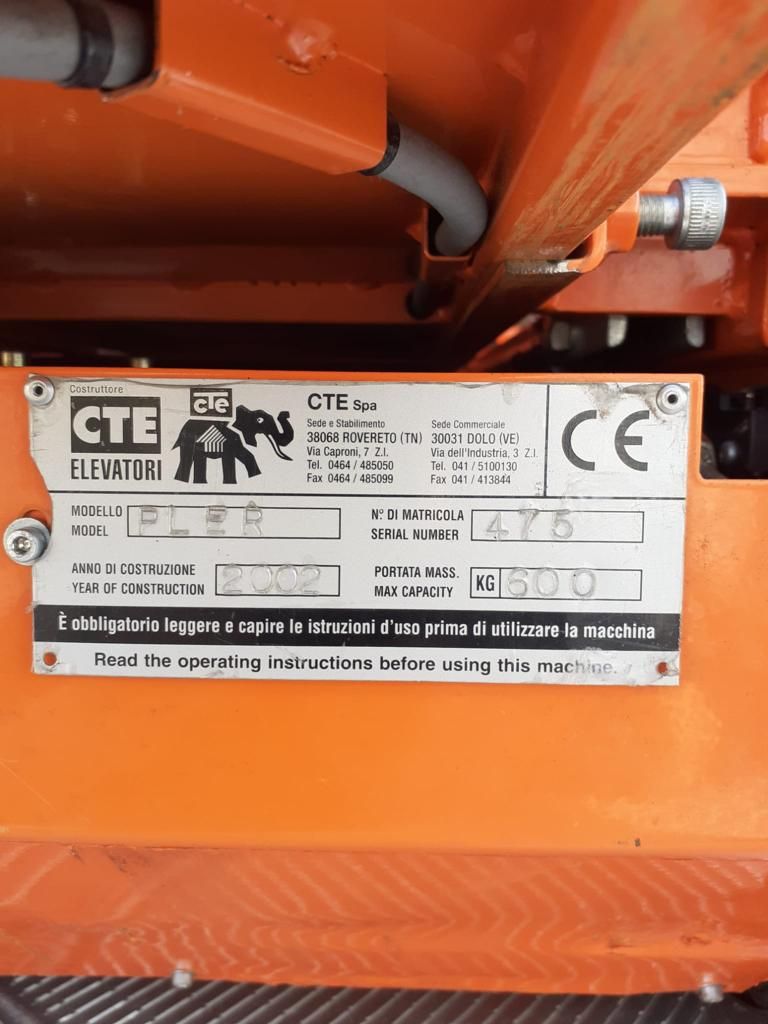 Costruttore
CTE
ELEVATORI
cte
CTE Spa
Sede e Stabilimento
38068 ROVERETO (TN)
Via Caproni, 7 Z.I.
Tel. 0464 / 485050
Fax 0464 / 485099
Sede Commerciale
30031 DOLO (VE)
Via dell'Industria, 3 Z.I.
Tel. 041 / 5100130
Fax 041 / 413844
CE
MODELLO
MODEL
PLER
N° DI MATRICOLA
SERIAL NUMBER
475
ANNO DI COSTRUZIONE
YEAR OF CONSTRUCTION
2002
PORTATA MASS.
MAX CAPACITY
KG 600
È obbligatorio leggere e capire le istruzioni d'uso prima di utilizzare la macchina
Read the operating instructions before using this machine.